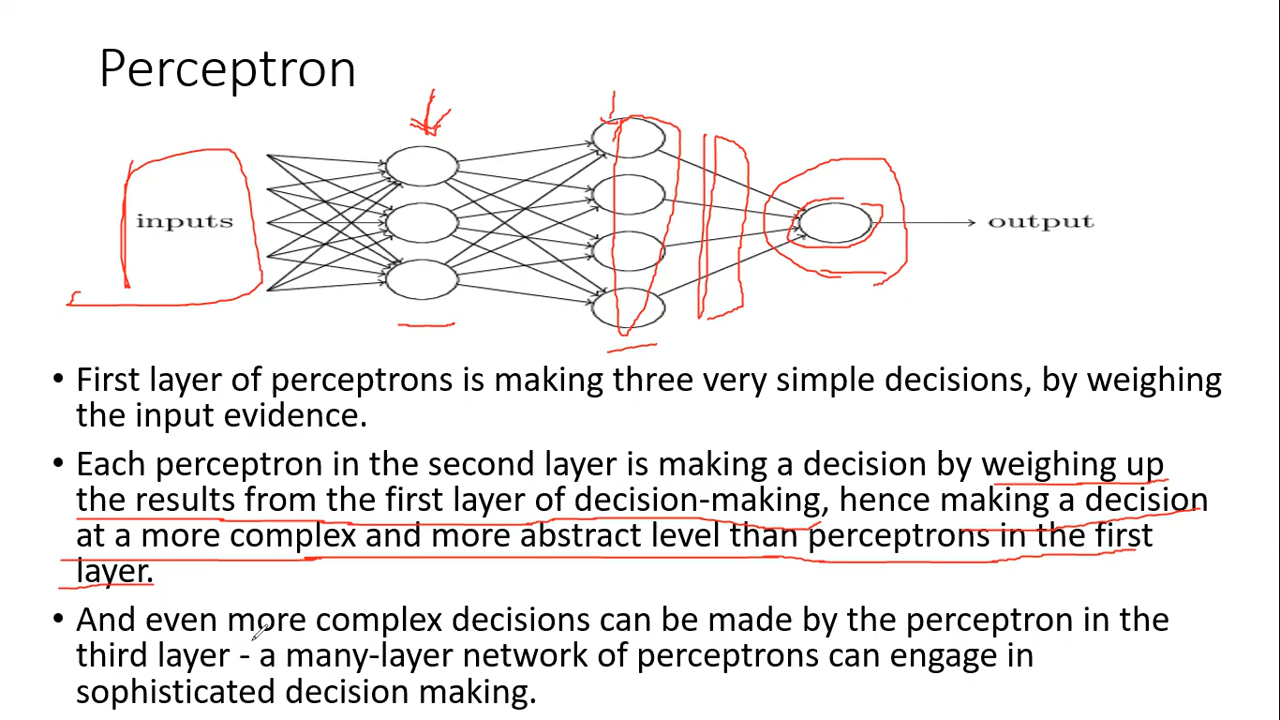 Perceptron
inputs
output
• First layer of perceptrons is making three very simple decisions, by weighing
the input evidence.
• Each perceptron in the second layer is making a decision by weighing up
the results from the first layer of decision-making, hence making a decision
at a more complex and more abstract level than perceptrons in the first
layer.
• And even more complex decisions can be made by the perceptron in the
third layer - a many-layer network of perceptrons can engage in
sophisticated decision making.